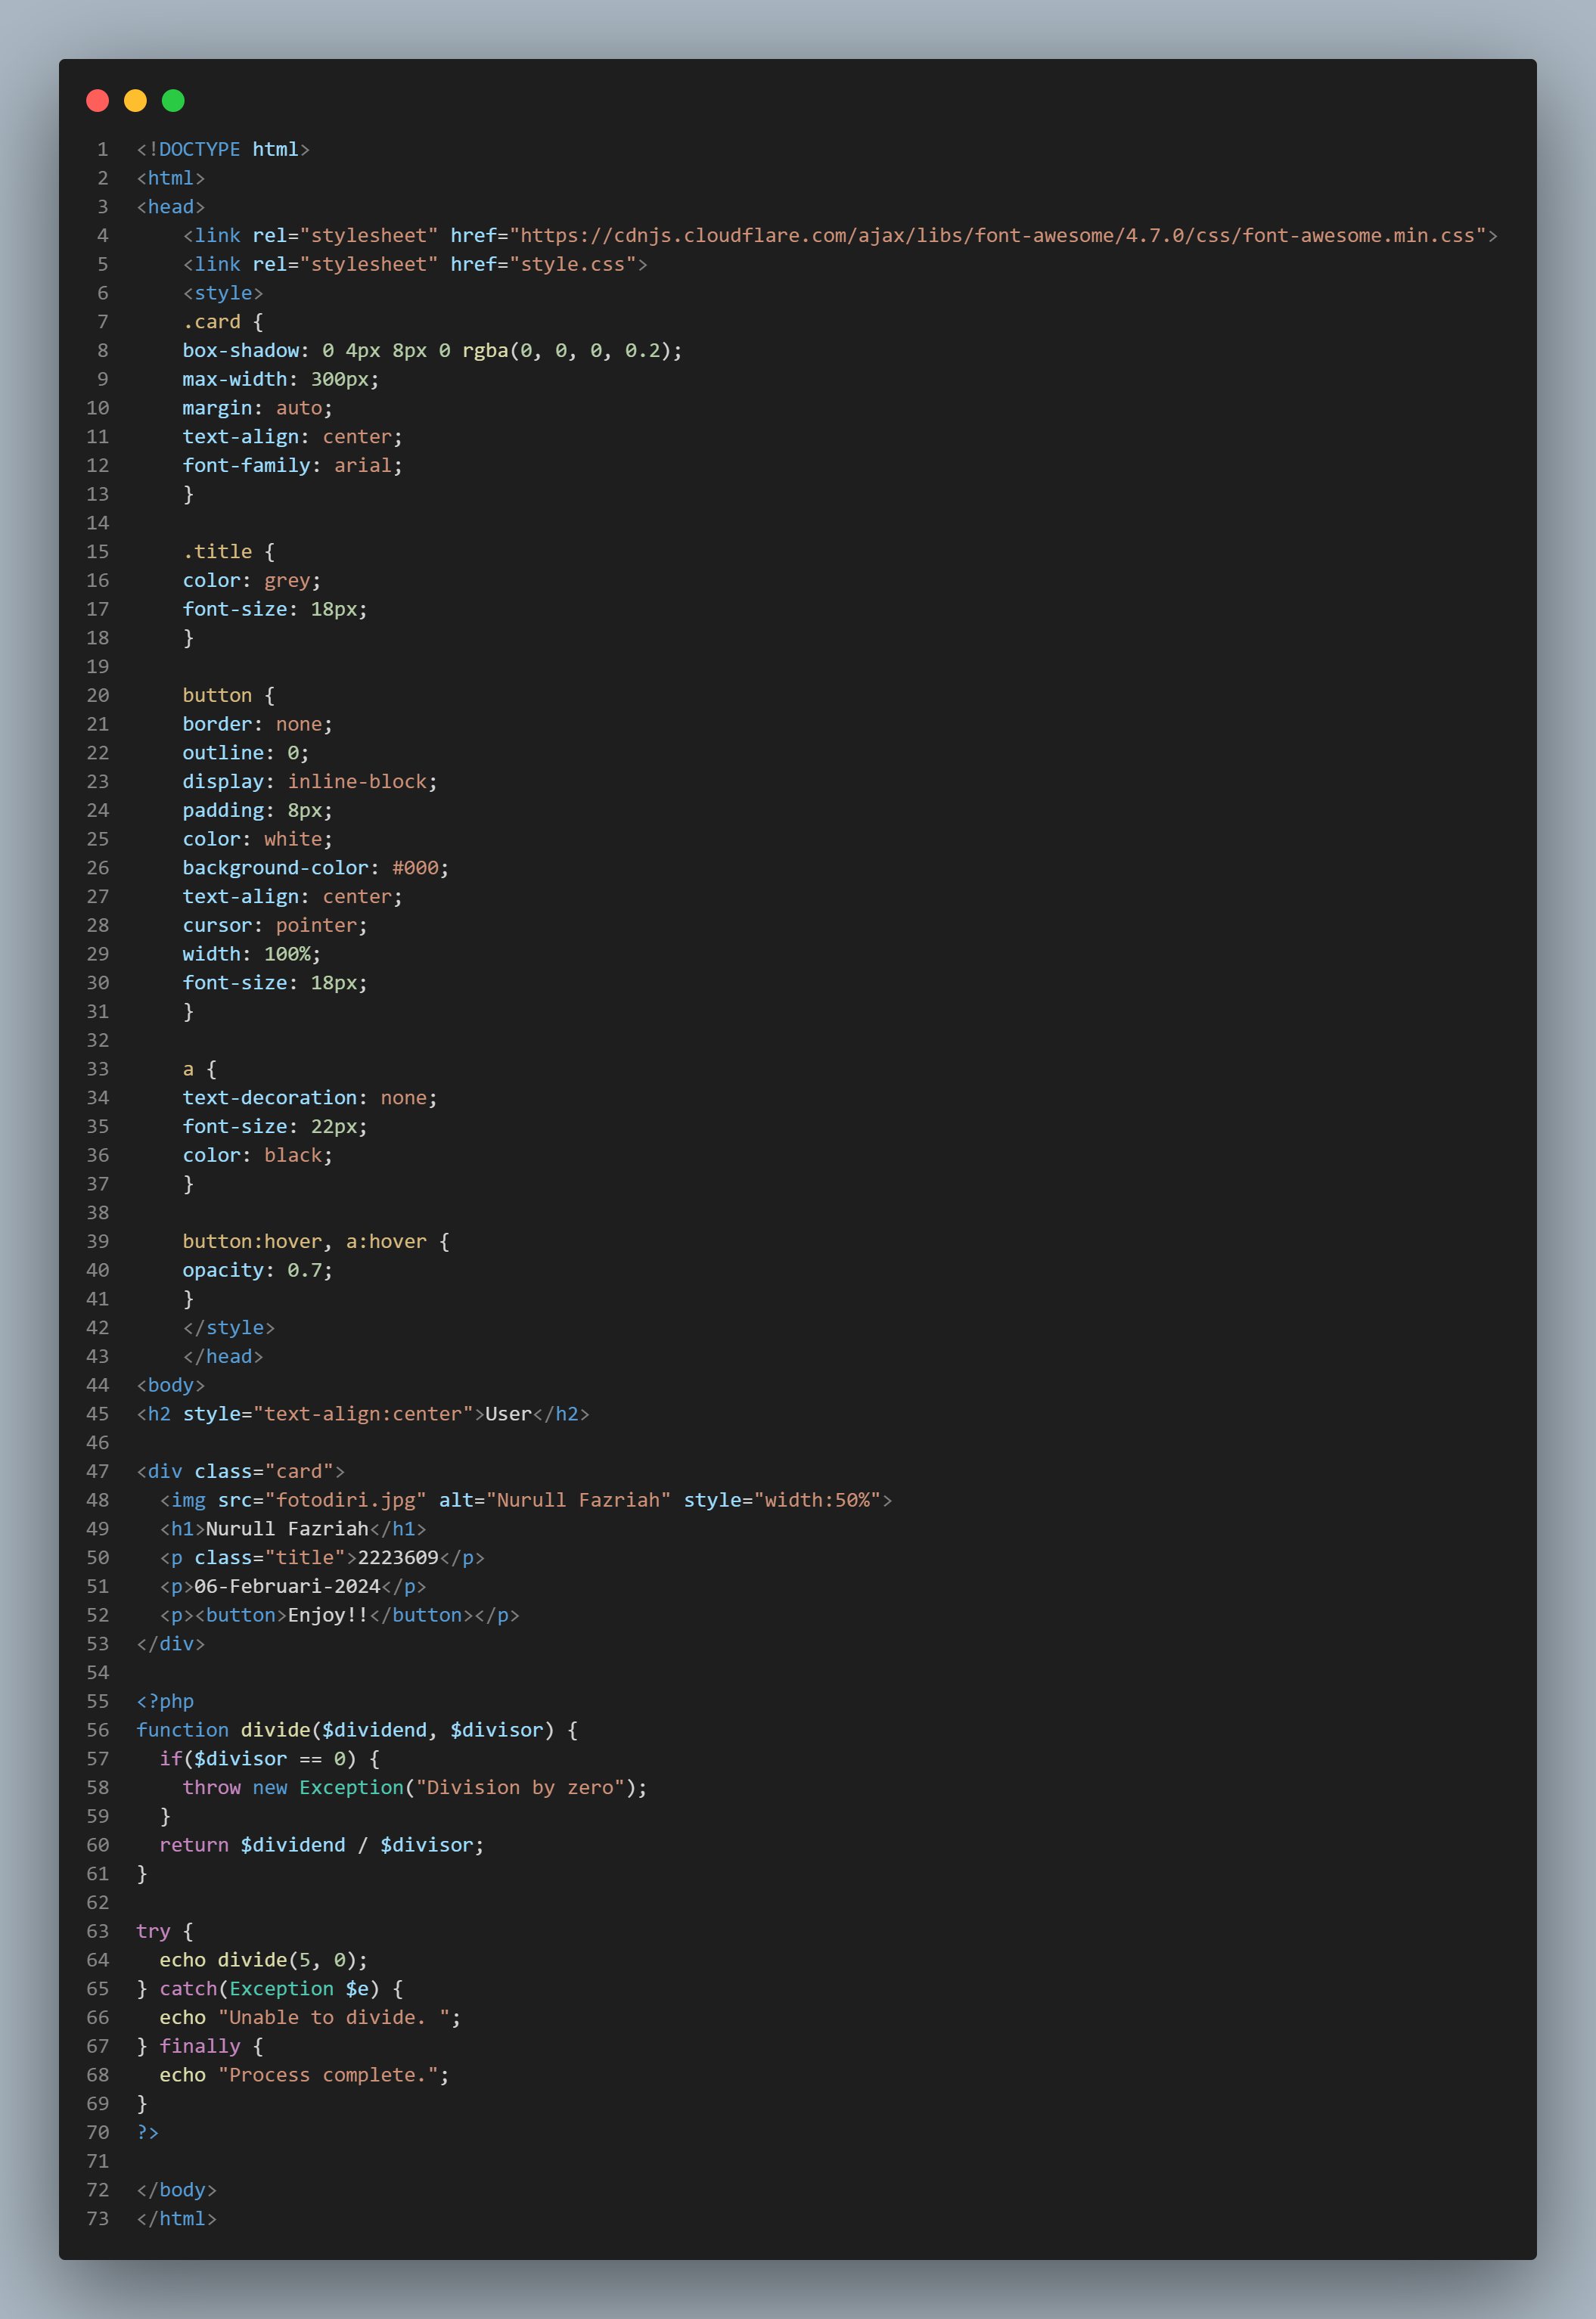 1 <!DOCTYPE html>
2 <html>
3 <head>
4     <link rel="stylesheet" href="https://cdnjs.cloudflare.com/ajax/libs/font-awesome/4.7.0/css/font-awesome.min.css">
5     <link rel="stylesheet" href="style.css">
6     <style>
7     .card {
8     box-shadow: 0 4px 8px 0 rgba(0, 0, 0, 0.2);
9     max-width: 300px;
10     margin: auto;
11     text-align: center;
12     font-family: arial;
13     }
14
15     .title {
16     color: grey;
17     font-size: 18px;
18     }
19
20     button {
21     border: none;
22     outline: 0;
23     display: inline-block;
24     padding: 8px;
25     color: white;
26     background-color: #000;
27     text-align: center;
28     cursor: pointer;
29     width: 100%;
30     font-size: 18px;
31     }
32
33     a {
34     text-decoration: none;
35     font-size: 22px;
36     color: black;
37     }
38
39     button:hover, a:hover {
40     opacity: 0.7;
41     }
42     </style>
43     </head>
44 <body>
45 <h2 style="text-align:center">User</h2>
46
47 <div class="card">
48   <img src="fotodiri.jpg" alt="Nurull Fazriah" style="width:50%">
49   <h1>Nurull Fazriah</h1>
50   <p class="title">2223609</p>
51   <p>06-Februari-2024</p>
52   <p><button>Enjoy!!</button></p>
53 </div>
54
55 <?php
56 function divide($dividend, $divisor) {
57   if($divisor == 0) {
58     throw new Exception("Division by zero");
59   }
60   return $dividend / $divisor;
61 }
62
63 try {
64   echo divide(5, 0);
65 } catch(Exception $e) {
66   echo "Unable to divide. ";
67 } finally {
68   echo "Process complete.";
69 }
70 ?>
71
72 </body>
73 </html>